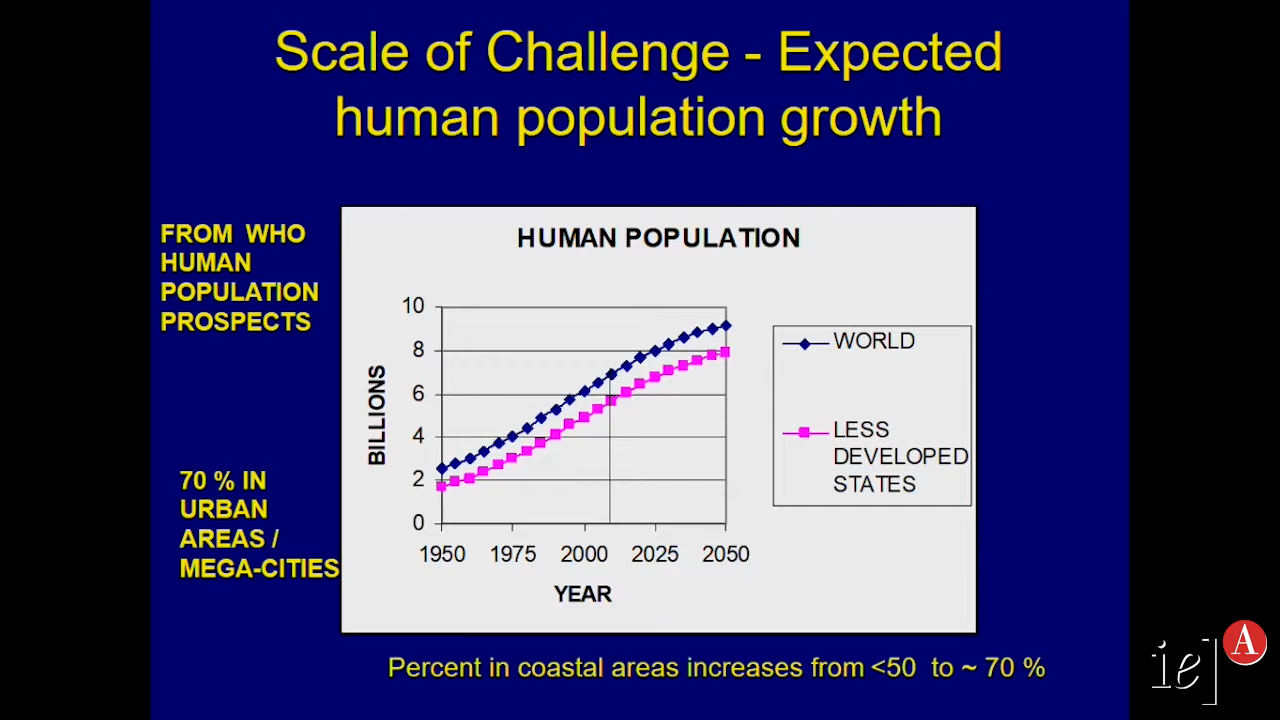 Scale of Challenge - Expected
human population growth
FROM WHO
HUMAN
POPULATION
PROSPECTS
70 % IN
URBAN
AREAS /
MEGA-CITIES
HUMAN POPULATION
10
8
6
4
2
0
BILLIONS
1950 1975 2000 2025 2050
YEAR
WORLD
LESS
DEVELOPED
STATES
Percent in coastal areas increases from <50 to ~ 70 %
ie]
A